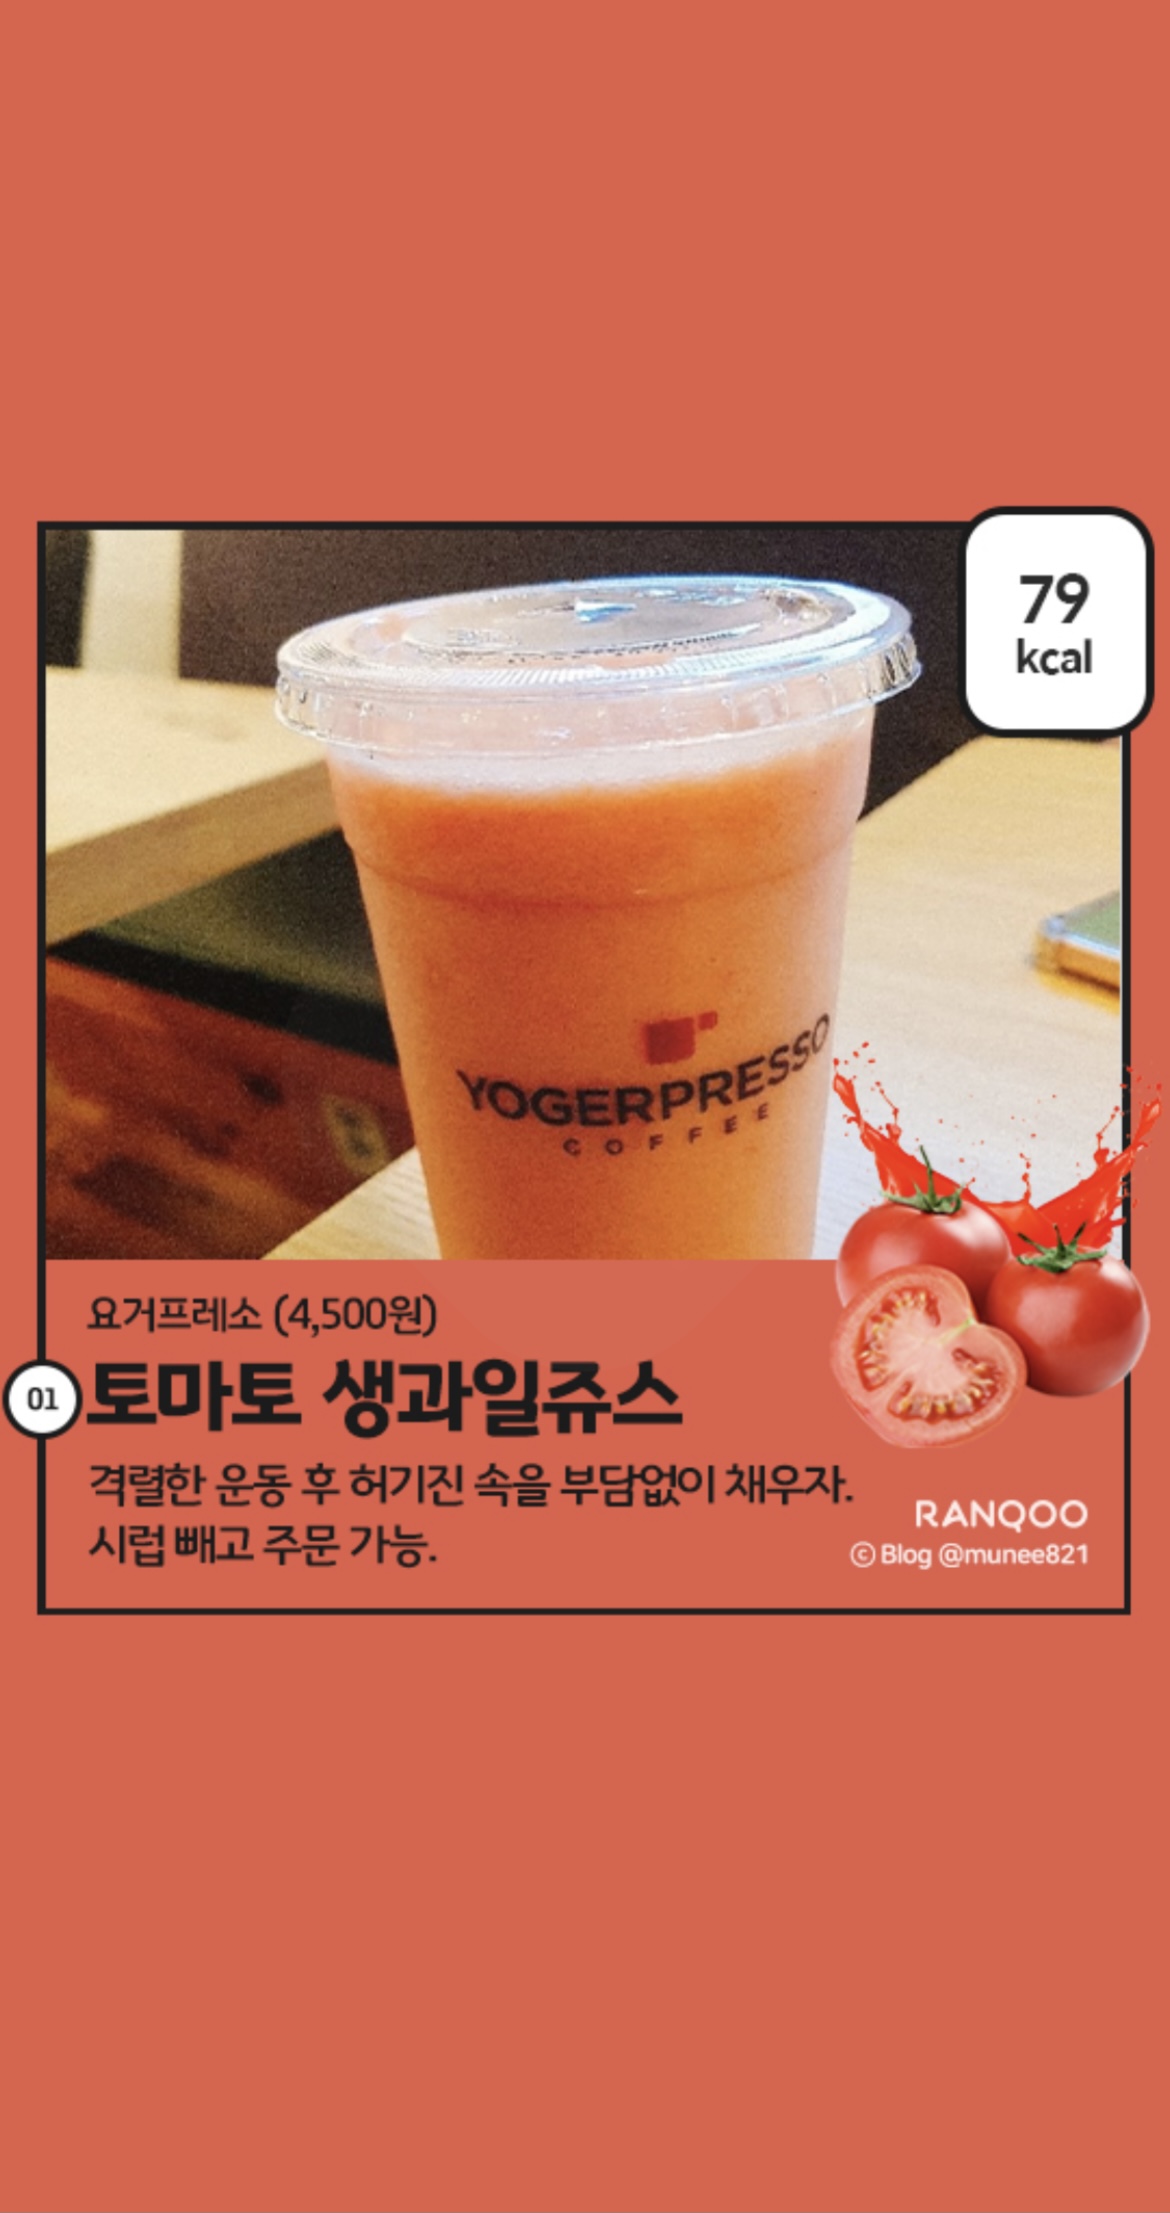 79
kcal
YOGERPRESSO
COFFEE
요거프레소 (4,500원)
01
토마토 생과일쥬스
격렬한 운동 후 허기진 속을 부담없이 채우자.
시럽 빼고 주문 가능.
RANQOO
ⓒ Blog @munee821